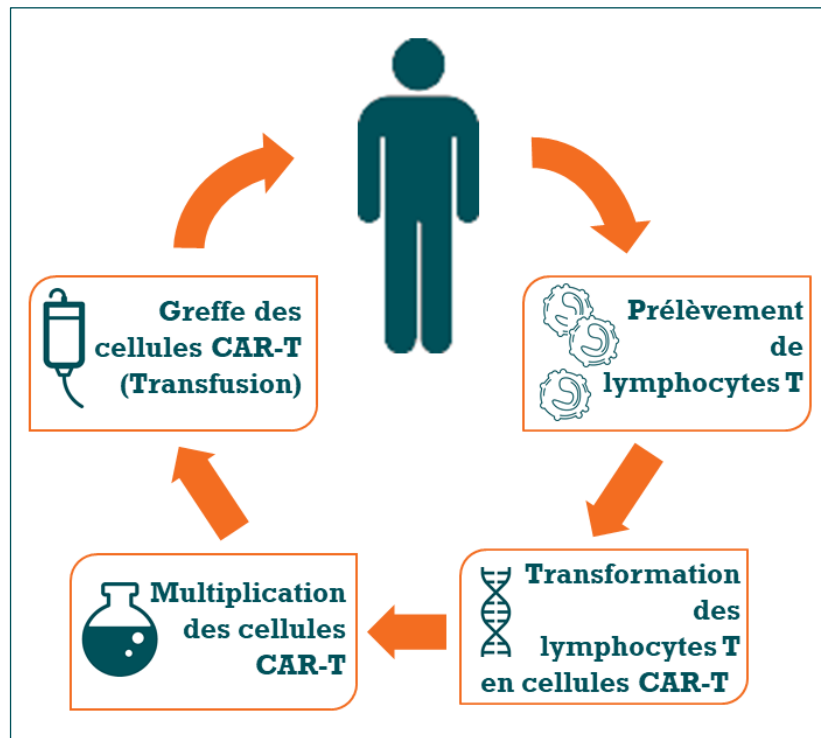 Prélèvement
de
lymphocytes T
Transformation
des
lymphocytes T
en cellules CAR-T
Multiplication
des cellules
CAR-T
Greffe des
cellules CAR-T
(Transfusion)